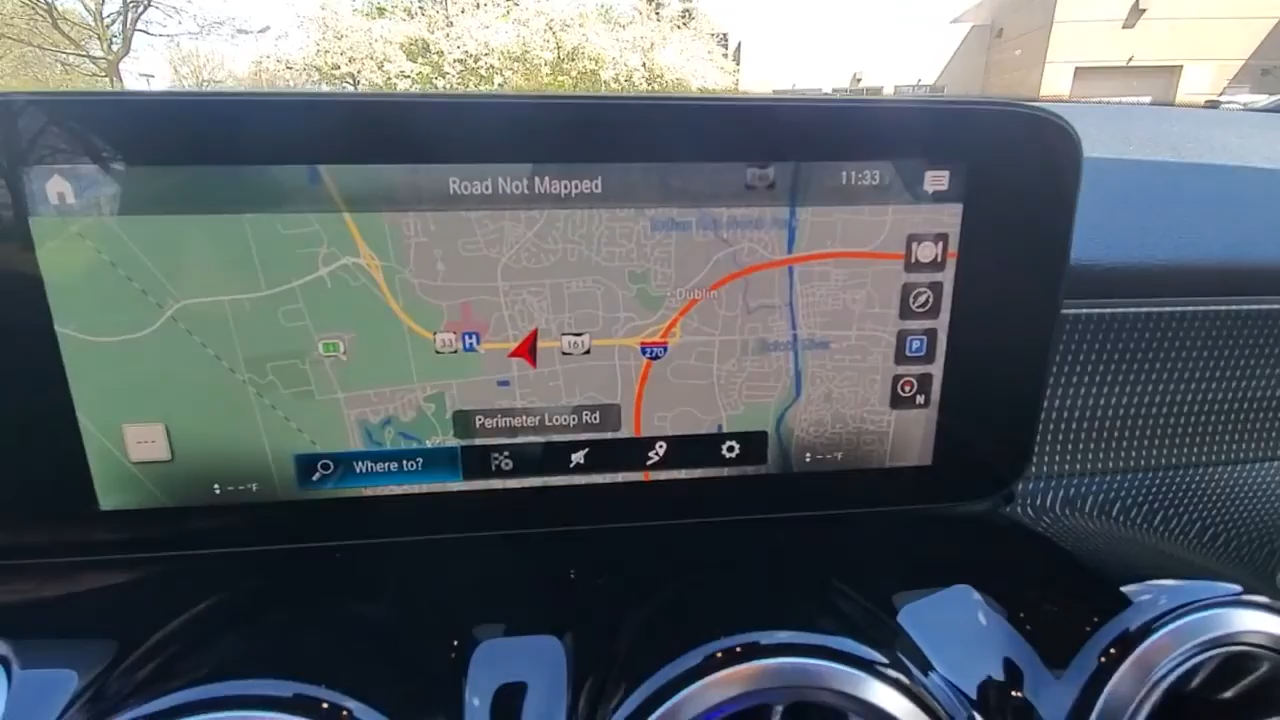 Road Not Mapped
11:33
Dublin
33
H
161
270
P
N
Perimeter Loop Rd
---
Where to?
--°F
--°F